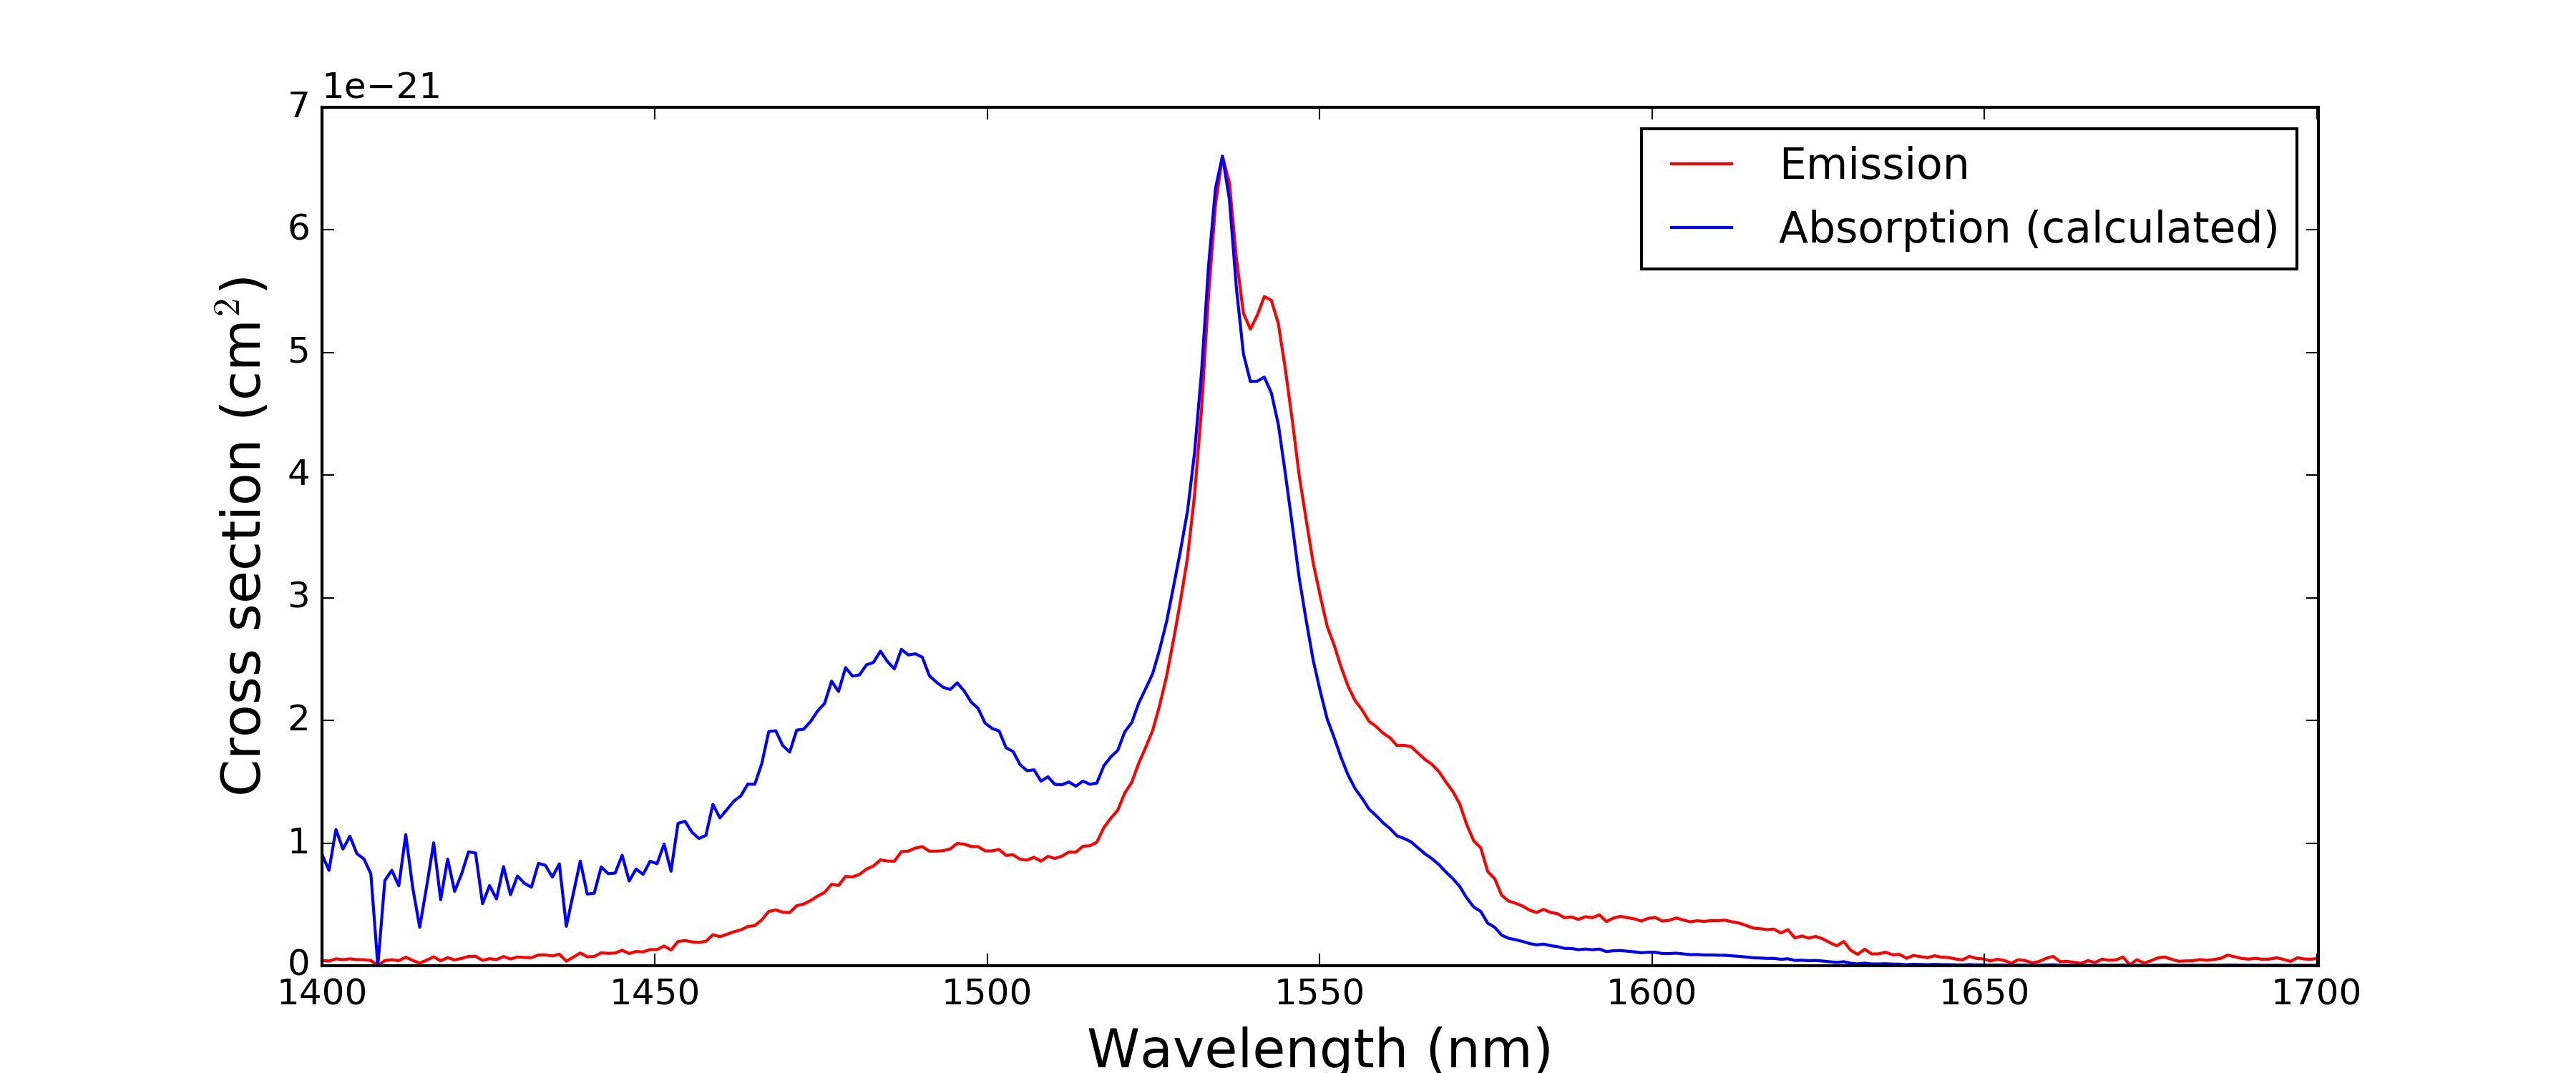 1e−21
7
6
5
4
3
2
1
0
Cross section (cm²)
Emission
Absorption (calculated)
1400 1450 1500 1550 1600 1650 1700
Wavelength (nm)